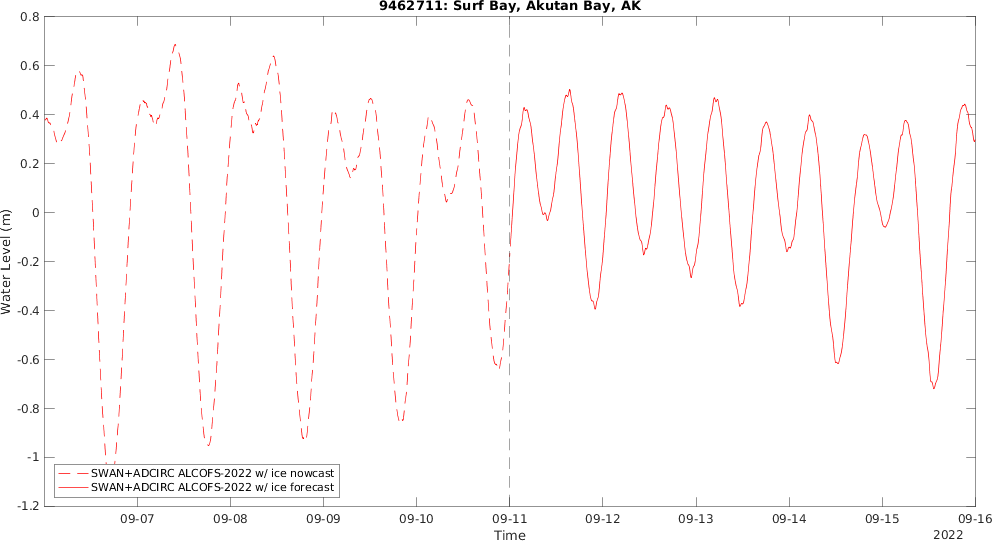 9462711: Surf Bay, Akutan Bay, AK
0.8
0.6
0.4
0.2
0
-0.2
-0.4
-0.6
-0.8
-1
-1.2
Water Level (m)
SWAN+ADCIRC ALCOFS-2022 w/ ice nowcast
SWAN+ADCIRC ALCOFS-2022 w/ ice forecast
09-07 09-08 09-09 09-10 09-11 09-12 09-13 09-14 09-15 09-16
Time
2022